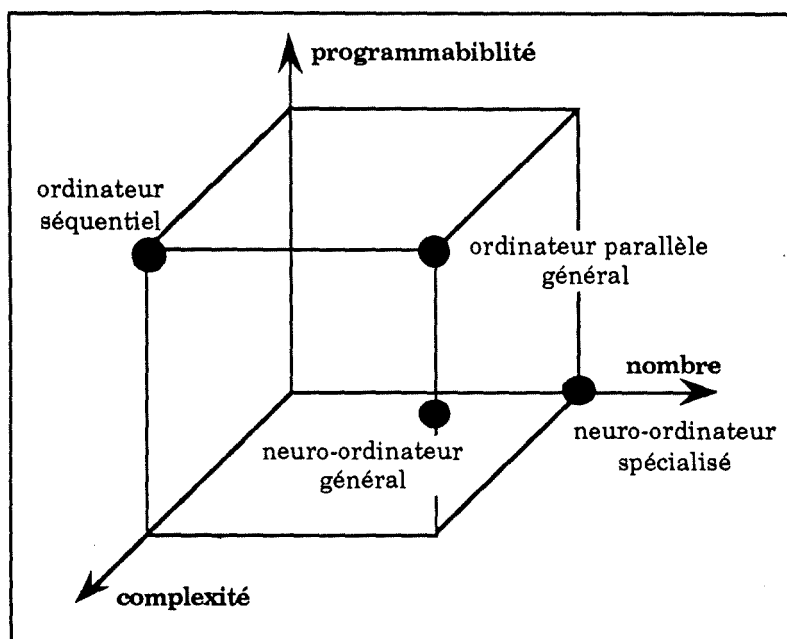 programmabiblité
ordinateur
séquentiel
ordinateur parallèle
général
nombre
neuro-ordinateur
général
neuro-ordinateur
spécialisé
complexité